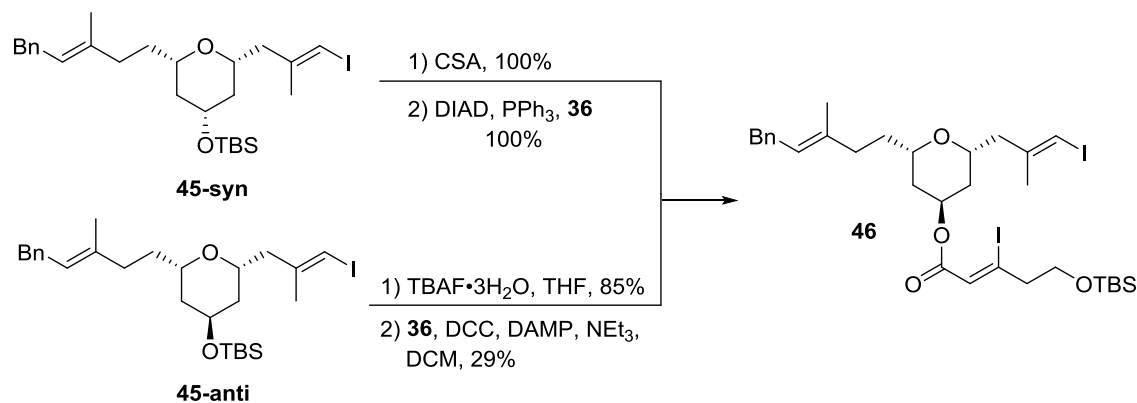 Bn
O
I
OTBS
45-syn
1) CSA, 100%
2) DIAD, PPh₃, 36
100%
Bn
O
I
OTBS
45-anti
1) TBAF•3H₂O, THF, 85%
2) 36, DCC, DAMP, NEt₃,
DCM, 29%
Bn
O
I
46
O
I
O
OTBS